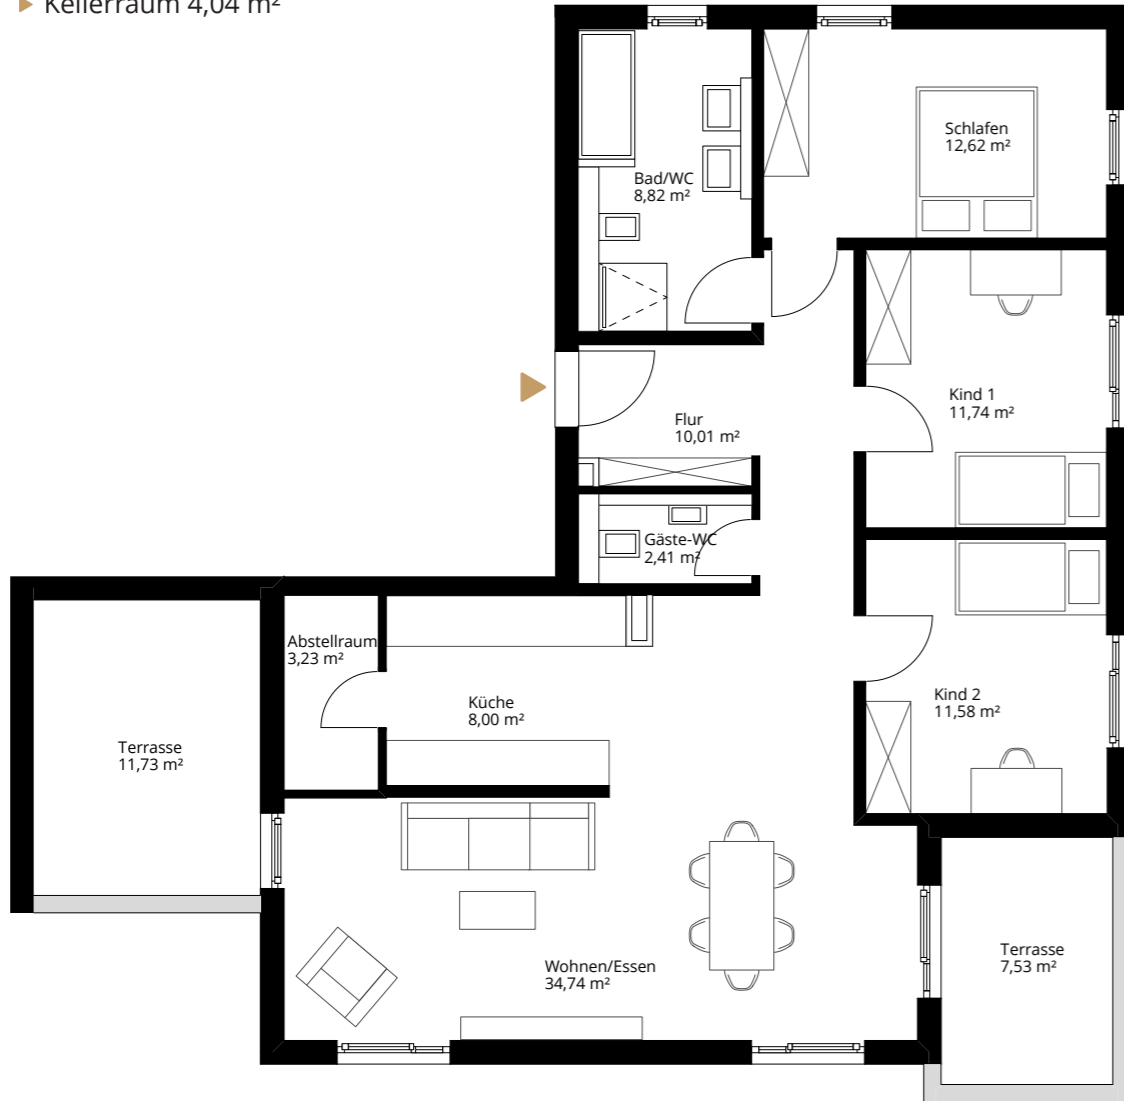 Kellerraum 4,04 m²
Schlafen
12,62 m²
Bad/WC
8,82 m²
Kind 1
11,74 m²
Flur
10,01 m²
Gäste-WC
2,41 m²
Abstellraum
3,23 m²
Küche
8,00 m²
Kind 2
11,58 m²
Terrasse
11,73 m²
Wohnen/Essen
34,74 m²
Terrasse
7,53 m²